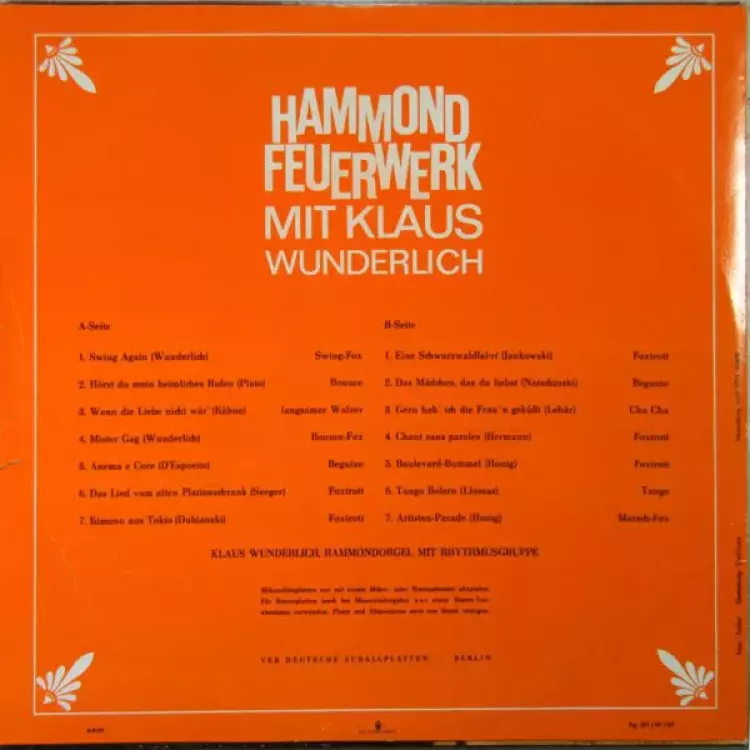 HAMMOND
FEUERWERK
MIT KLAUS
WUNDERLICH
A-Seite
1. Swing Again (Wunderlich) Swing-Fox
2. Hörst du mein heimliches Rufen (Plato) Bounce
3. Wenn die Liebe nicht wär' (Kähne) langsamer Walzer
4. Mister Gag (Wunderlich) Bounce-Fox
5. Anema e Core (D'Esposito) Beguine
6. Das Lied vom alten Plattenschrank (Serger) Foxtrott
7. Kimono aus Tokio (Dubianski) Foxtrott
B-Seite
1. Eine Schwarzwaldfahrt (Jankowski) Foxtrott
2. Das Mädchen, das du liebst Beguine
3. Gern hab' ich die Frau'n geküßt (Lehár) Cha Cha
4. Chant sans paroles (Hermann) Foxtrott
5. Boulevard-Bummel (Honig) Foxtrott
6. Tango Bolero (Llossas) Tango
7. Artisten-Parade (Honig) Marsch-Fox
KLAUS WUNDERLICH, HAMMONDORGEL MIT RHYTHMUSGRUPPE
VEB DEUTSCHE SCHALLPLATTEN BERLIN